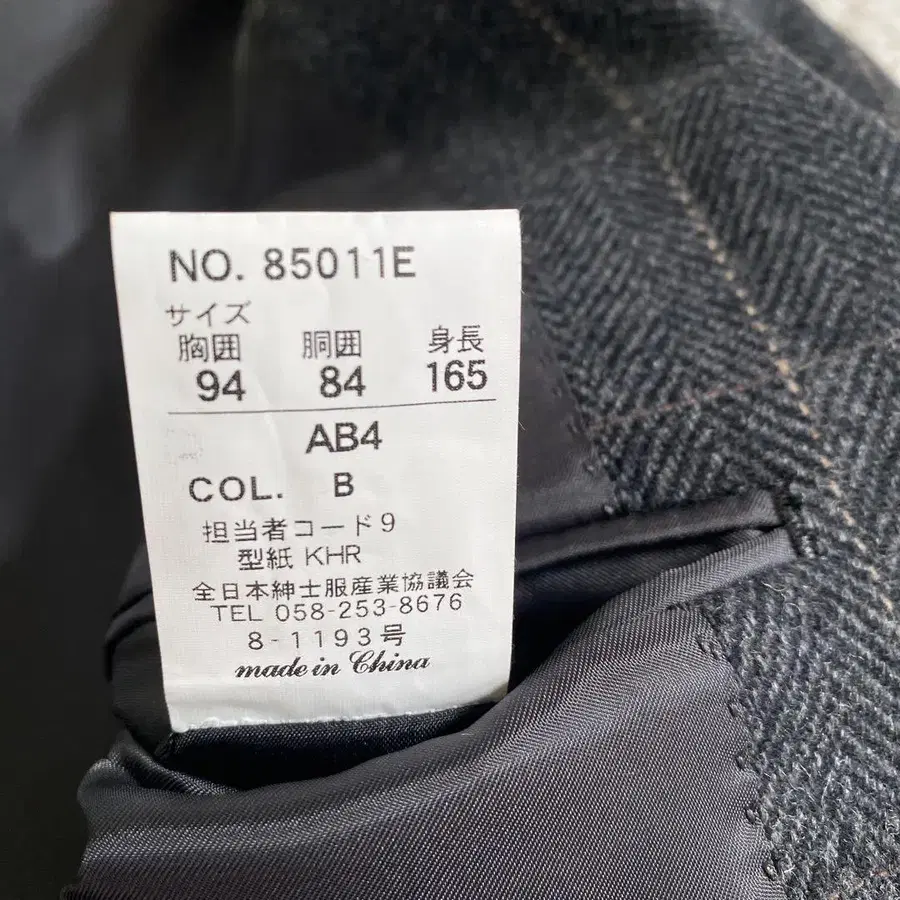 NO. 85011E
サイズ
胸囲 胴囲 身長
94 84 165
AB4
COL. B
担当者コード9
型紙 KHR
全日本紳士服産業協議会
TEL 058-253-8676
8-1193号
made in China